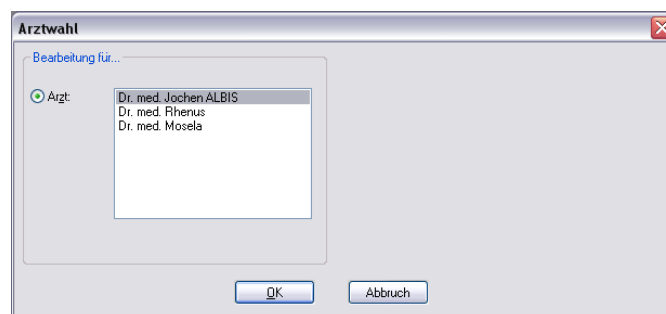 Arztwahl
Bearbeitung für...
Arzt:
Dr. med. Jochen ALBIS
Dr. med. Rhenus
Dr. med. Mosela
OK
Abbruch